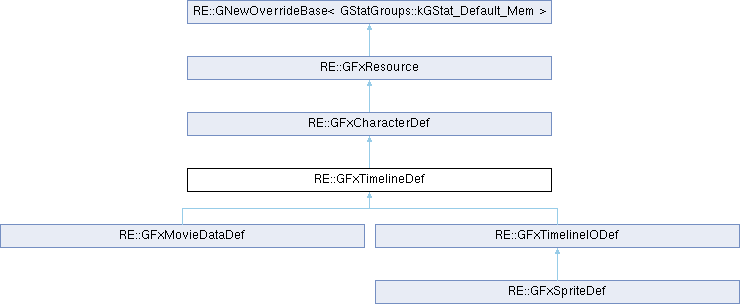 RE::GNewOverrideBase< GStatGroups::kGStat_Default_Mem >
RE::GFxResource
RE::GFxCharacterDef
RE::GFxTimelineDef
RE::GFxMovieDataDef
RE::GFxTimelineIODef
RE::GFxSpriteDef